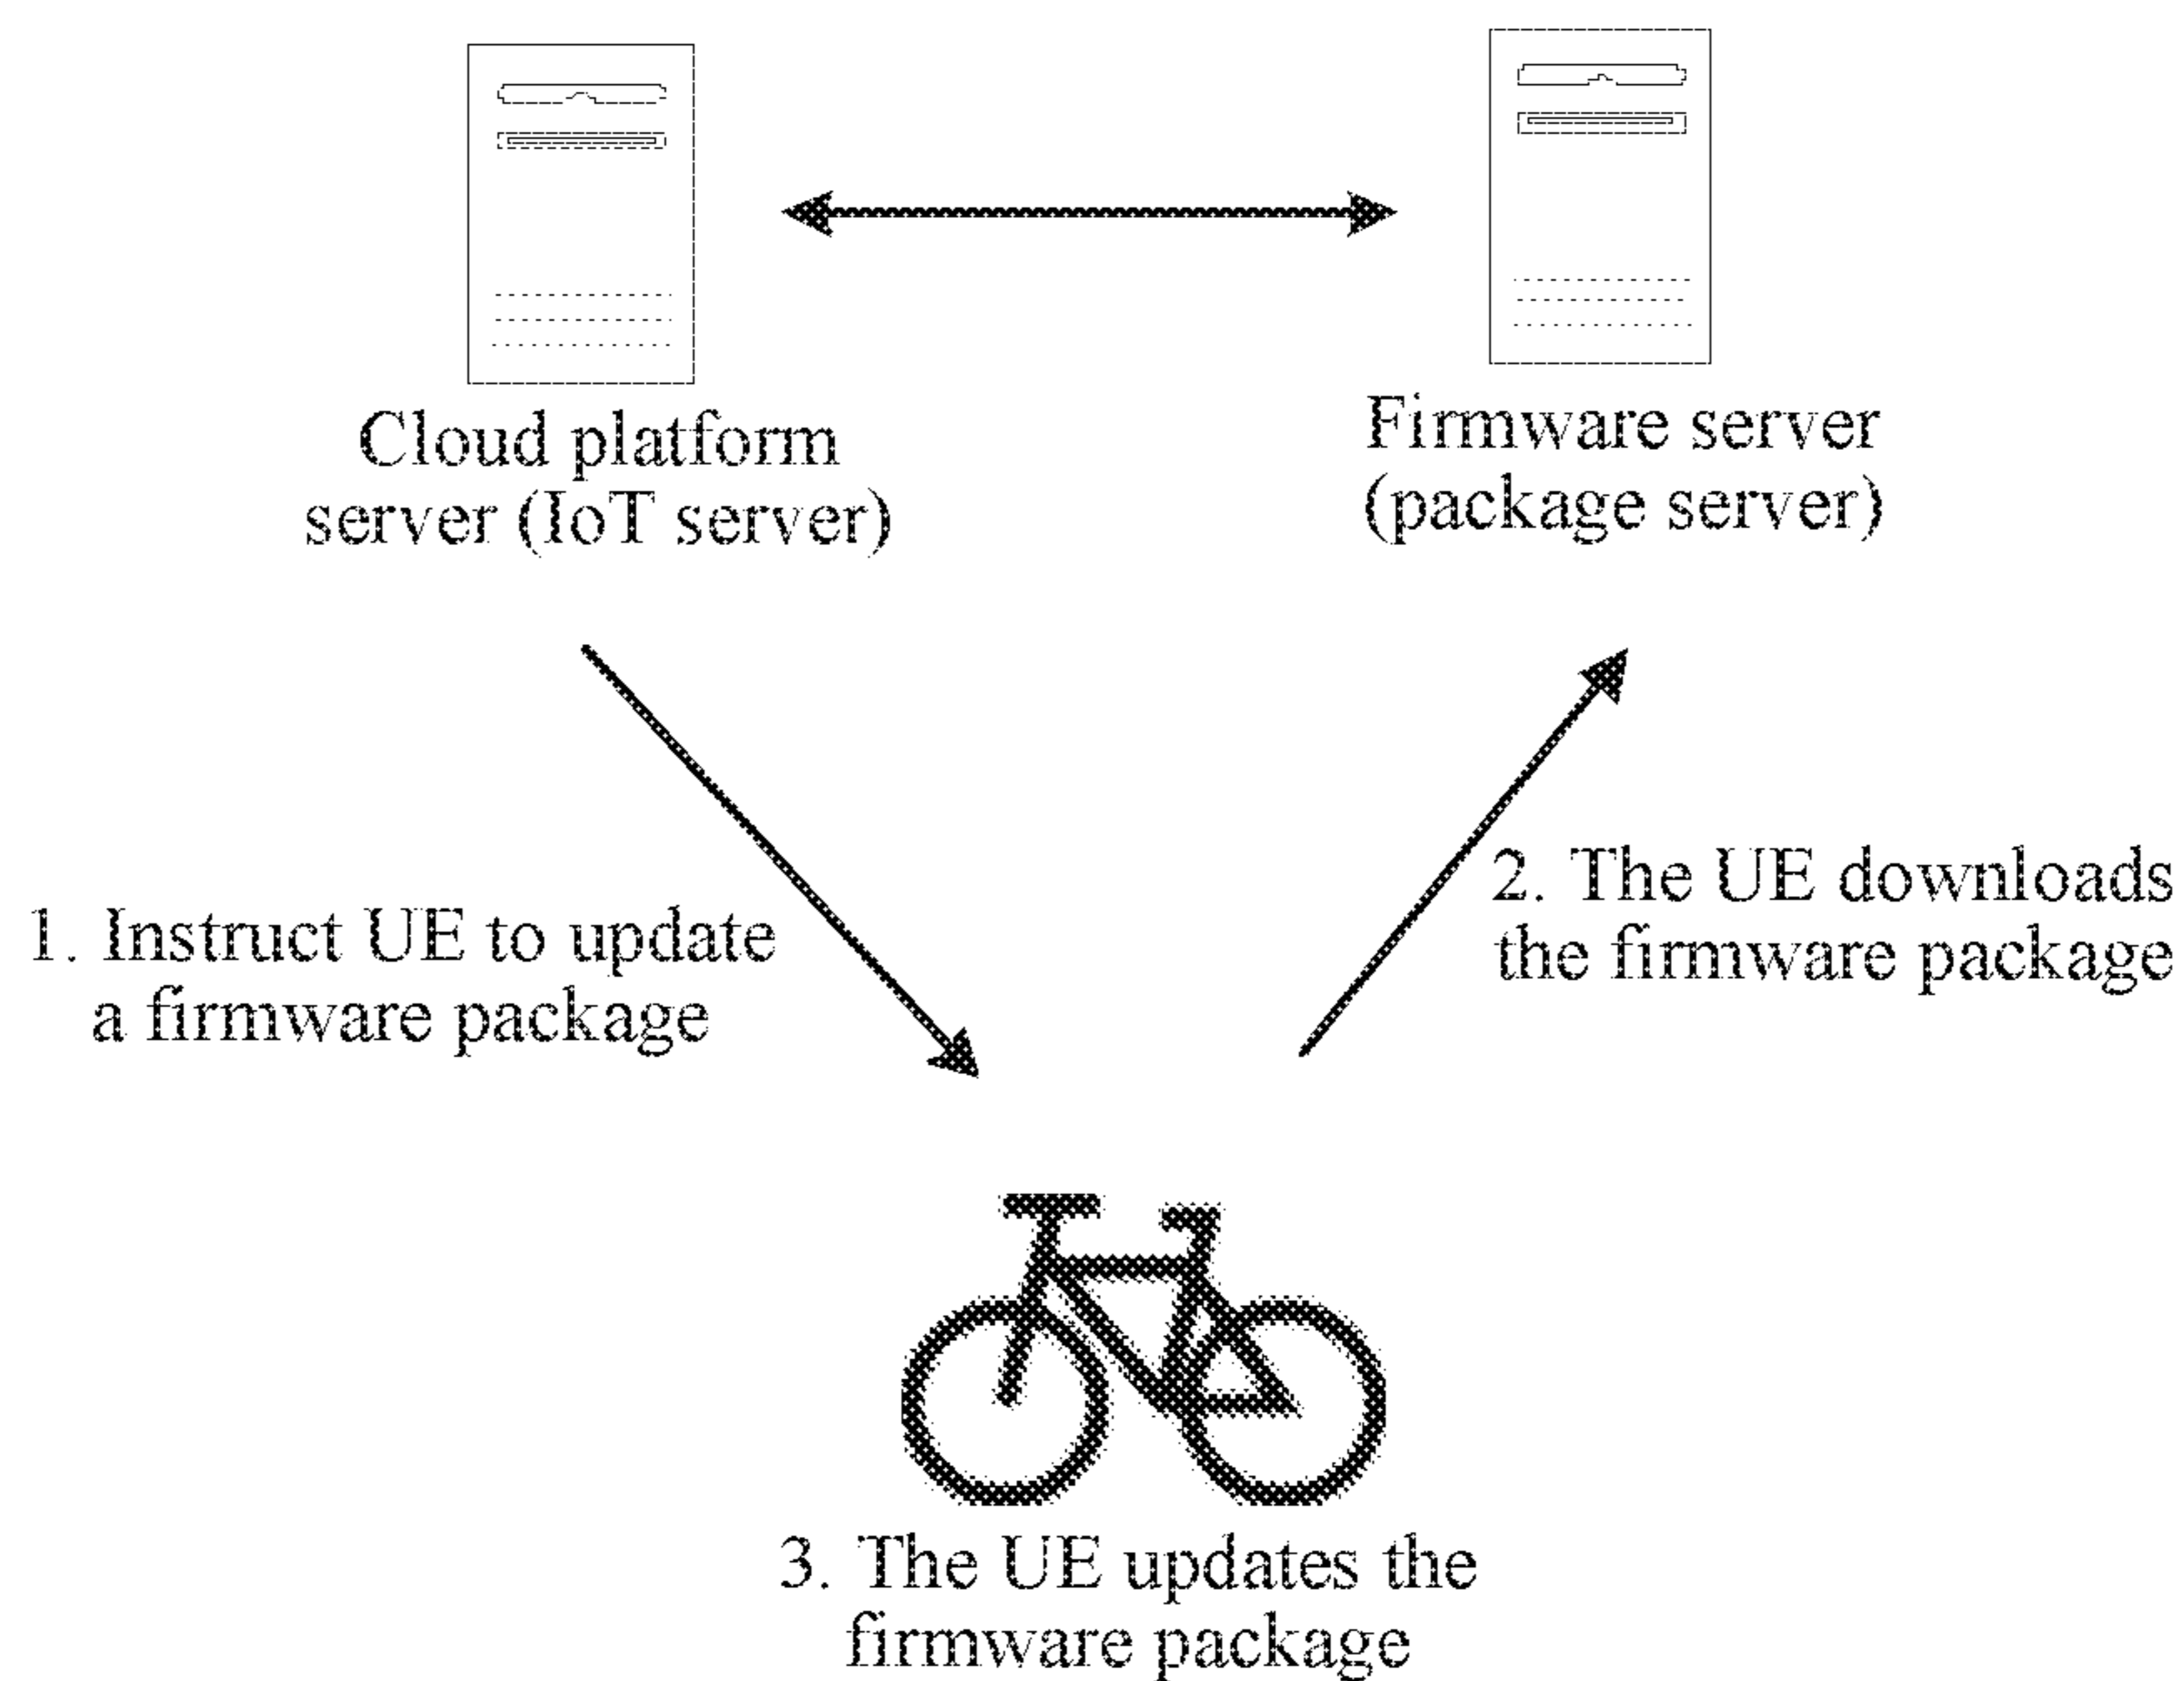 Cloud platform
server (IoT server)
Firmware server
(package server)
1. Instruct UE to update
a firmware package
2. The UE downloads
the firmware package
3. The UE updates the
firmware package